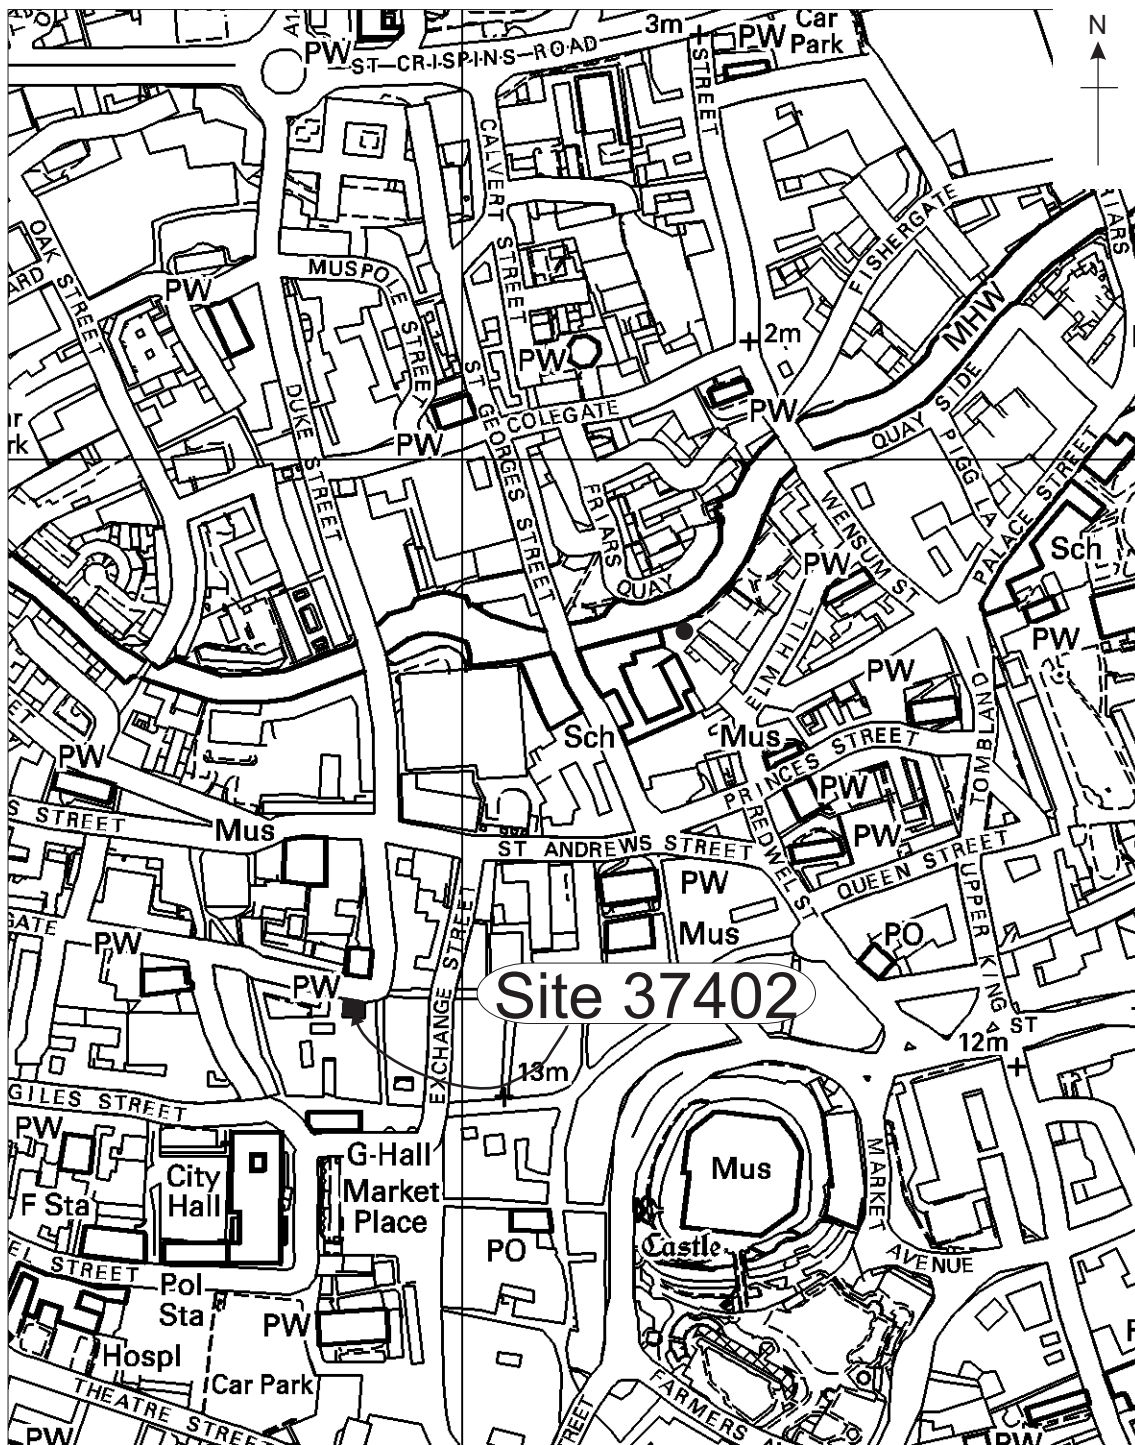 N
3m
Car
Park
PW
PW
ST CRISPINS ROAD
STREET
CALVERT STREET
OAK STREET
MUSPOLE STREET
FISHERGATE
MHW
PW
PW
2m
DUKE STREET
ST GEORGES STREET
COLEGATE
PW
PW
QUAY SIDE
PIGG LA
PALACE STREET
FRIARS QUAY
WENSUM ST
PW
Sch
PW
ELM HILL
PW
TOMBLAND
Sch
Mus
PRINCES STREET
PW
PW
S STREET
Mus
ST ANDREWS STREET
REDWEL ST
PW
QUEEN STREET
UPPER KING ST
PW
Mus
PO
GATE
PW
PW
EXCHANGE STREET
Site 37402
12m
13m
GILES STREET
PW
City
Hall
G-Hall
Market
Place
Mus
MARKET AVENUE
F Sta
Castle
PO
STREET
Pol
Sta
PW
Hospl
Car Park
THEATRE STREET
FARMERS
REET
PW
PW